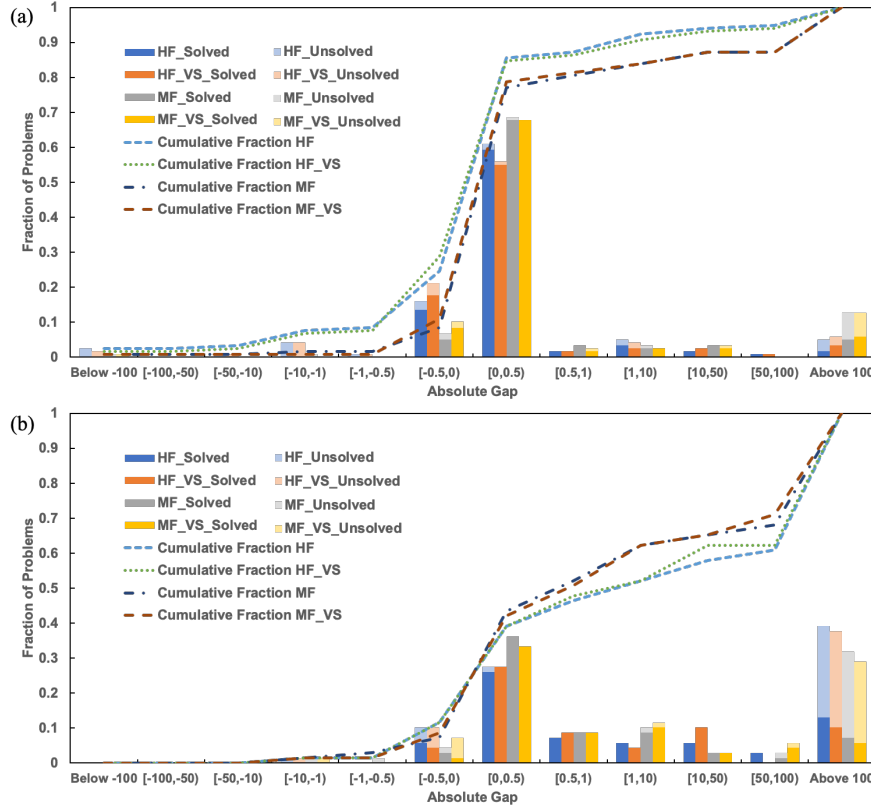 (a)
1
0.9
0.8
0.7
0.6
0.5
0.4
0.3
0.2
0.1
0
Fraction of Problems
HF_Solved HF_Unsolved
HF_VS_Solved HF_VS_Unsolved
MF_Solved MF_Unsolved
MF_VS_Solved MF_VS_Unsolved
Cumulative Fraction HF
Cumulative Fraction HF_VS
Cumulative Fraction MF
Cumulative Fraction MF_VS
Below -100 [-100,-50) [-50,-10) [-10,-1) [-1,-0.5) [-0.5,0) [0,0.5) [0.5,1) [1,10) [10,50) [50,100) Above 100
Absolute Gap
(b)
1
0.9
0.8
0.7
0.6
0.5
0.4
0.3
0.2
0.1
0
Fraction of Problems
HF_Solved HF_Unsolved
HF_VS_Solved HF_VS_Unsolved
MF_Solved MF_Unsolved
MF_VS_Solved MF_VS_Unsolved
Cumulative Fraction HF
Cumulative Fraction HF_VS
Cumulative Fraction MF
Cumulative Fraction MF_VS
Below -100 [-100,-50) [-50,-10) [-10,-1) [-1,-0.5) [-0.5,0) [0,0.5) [0.5,1) [1,10) [10,50) [50,100) Above 100
Absolute Gap